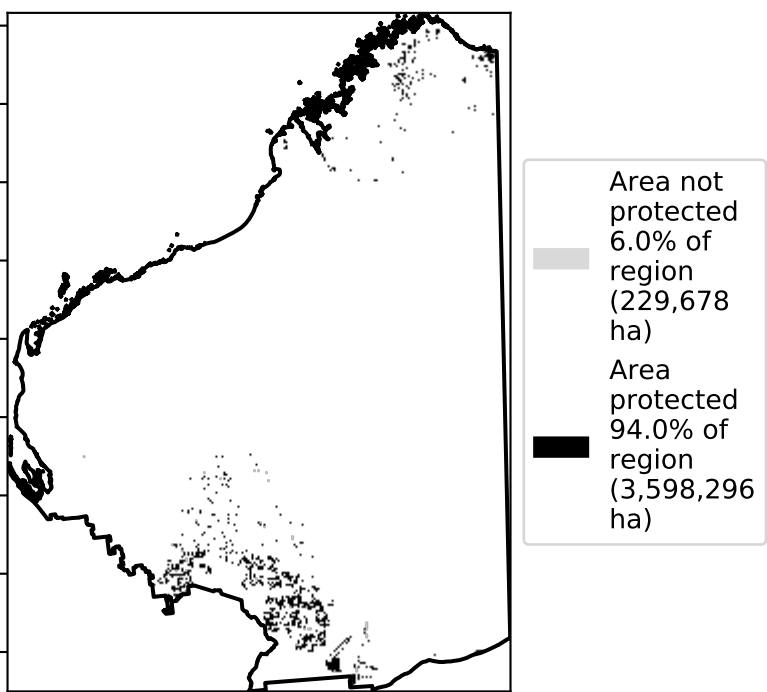 Area not
protected
6.0% of
region
(229,678
ha)
Area
protected
94.0% of
region
(3,598,296
ha)